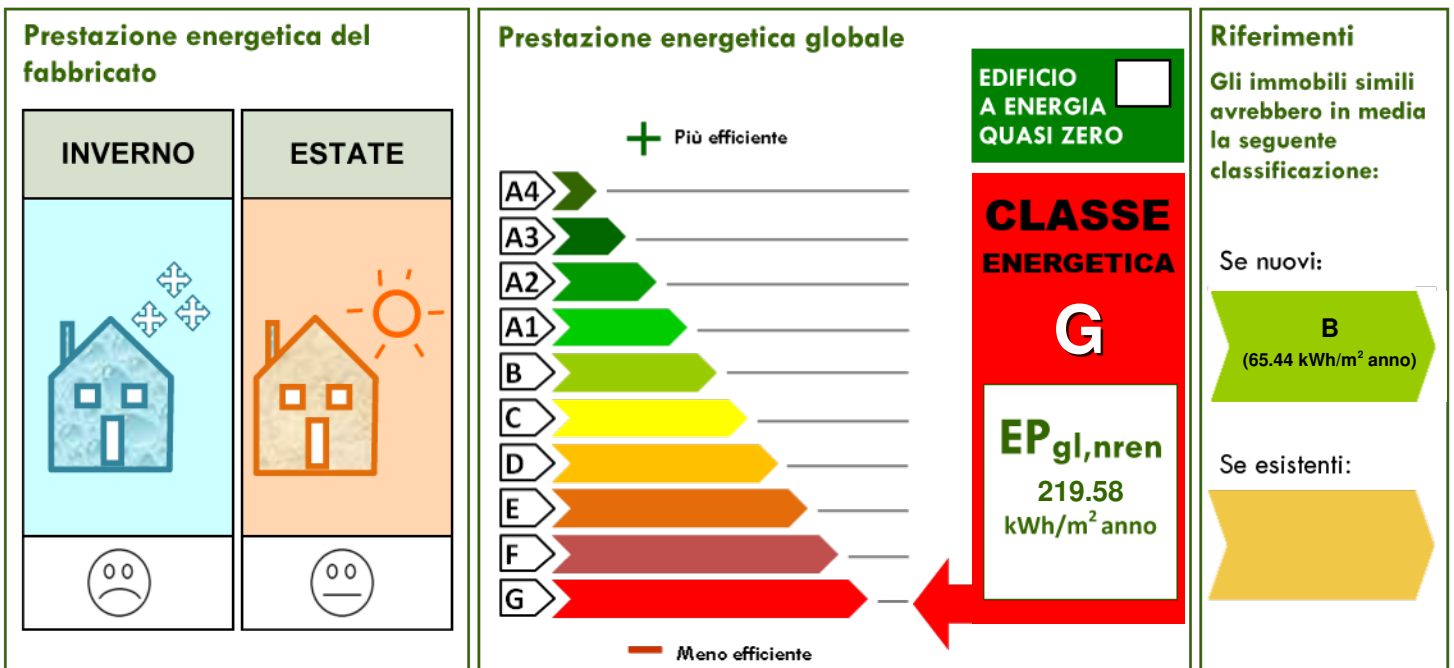 Prestazione energetica del
fabbricato
INVERNO
ESTATE
Prestazione energetica globale
Più efficiente
A4
A3
A2
A1
B
C
D
E
F
G
Meno efficiente
EDIFICIO
A ENERGIA
QUASI ZERO
CLASSE
ENERGETICA
G
EPgl,nren
219.58
kWh/m² anno
Riferimenti
Gli immobili simili
avrebbero in media
la seguente
classificazione:
Se nuovi:
B
(65.44 kWh/m² anno)
Se esistenti: